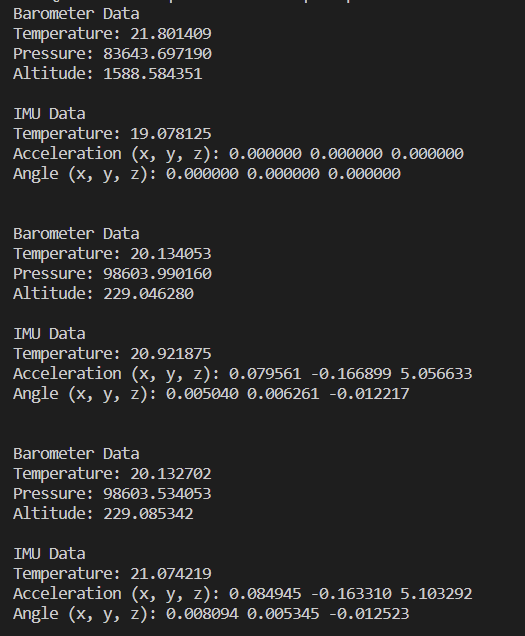 Barometer Data
Temperature: 21.801409
Pressure: 83643.697190
Altitude: 1588.584351
IMU Data
Temperature: 19.078125
Acceleration (x, y, z): 0.000000 0.000000 0.000000
Angle (x, y, z): 0.000000 0.000000 0.000000
Barometer Data
Temperature: 20.134053
Pressure: 98603.990160
Altitude: 229.046280
IMU Data
Temperature: 20.921875
Acceleration (x, y, z): 0.079561 -0.166899 5.056633
Angle (x, y, z): 0.005040 0.006261 -0.012217
Barometer Data
Temperature: 20.132702
Pressure: 98603.534053
Altitude: 229.085342
IMU Data
Temperature: 21.074219
Acceleration (x, y, z): 0.084945 -0.163310 5.103292
Angle (x, y, z): 0.008094 0.005345 -0.012523